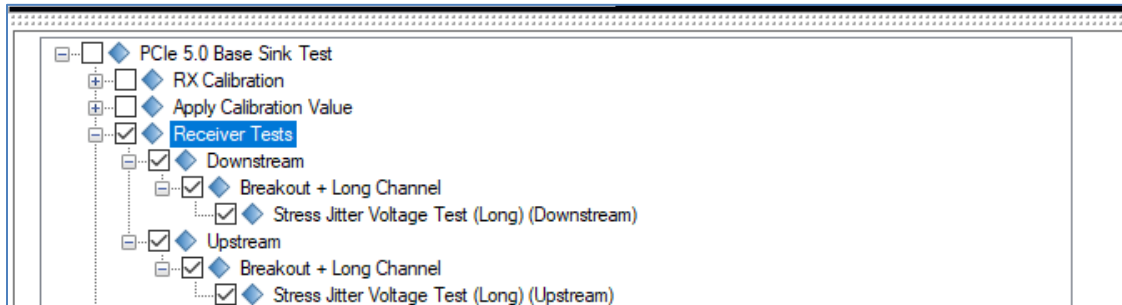 PCIe 5.0 Base Sink Test
RX Calibration
Apply Calibration Value
Receiver Tests
Downstream
Breakout + Long Channel
Stress Jitter Voltage Test (Long) (Downstream)
Upstream
Breakout + Long Channel
Stress Jitter Voltage Test (Long) (Upstream)